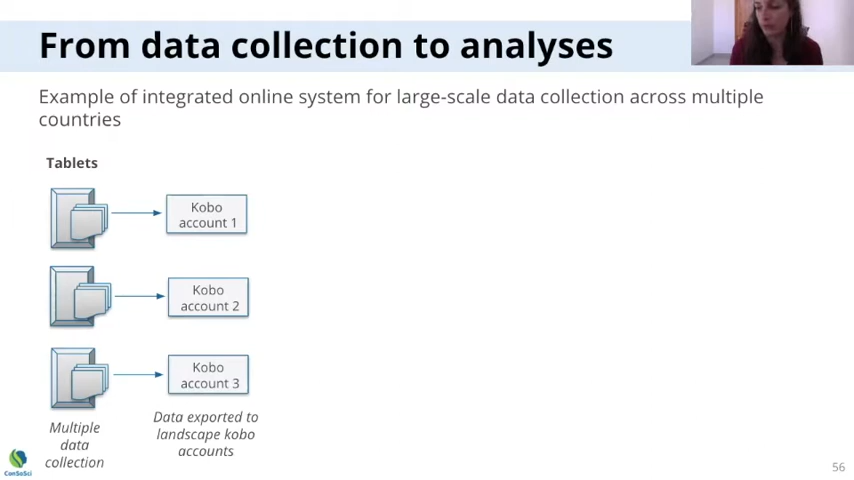 From data collection to analyses
Example of integrated online system for large-scale data collection across multiple
countries
Tablets
Kobo
account 1
Kobo
account 2
Kobo
account 3
Multiple
data
collection
Data exported to
landscape kobo
accounts
ConSoSci
56